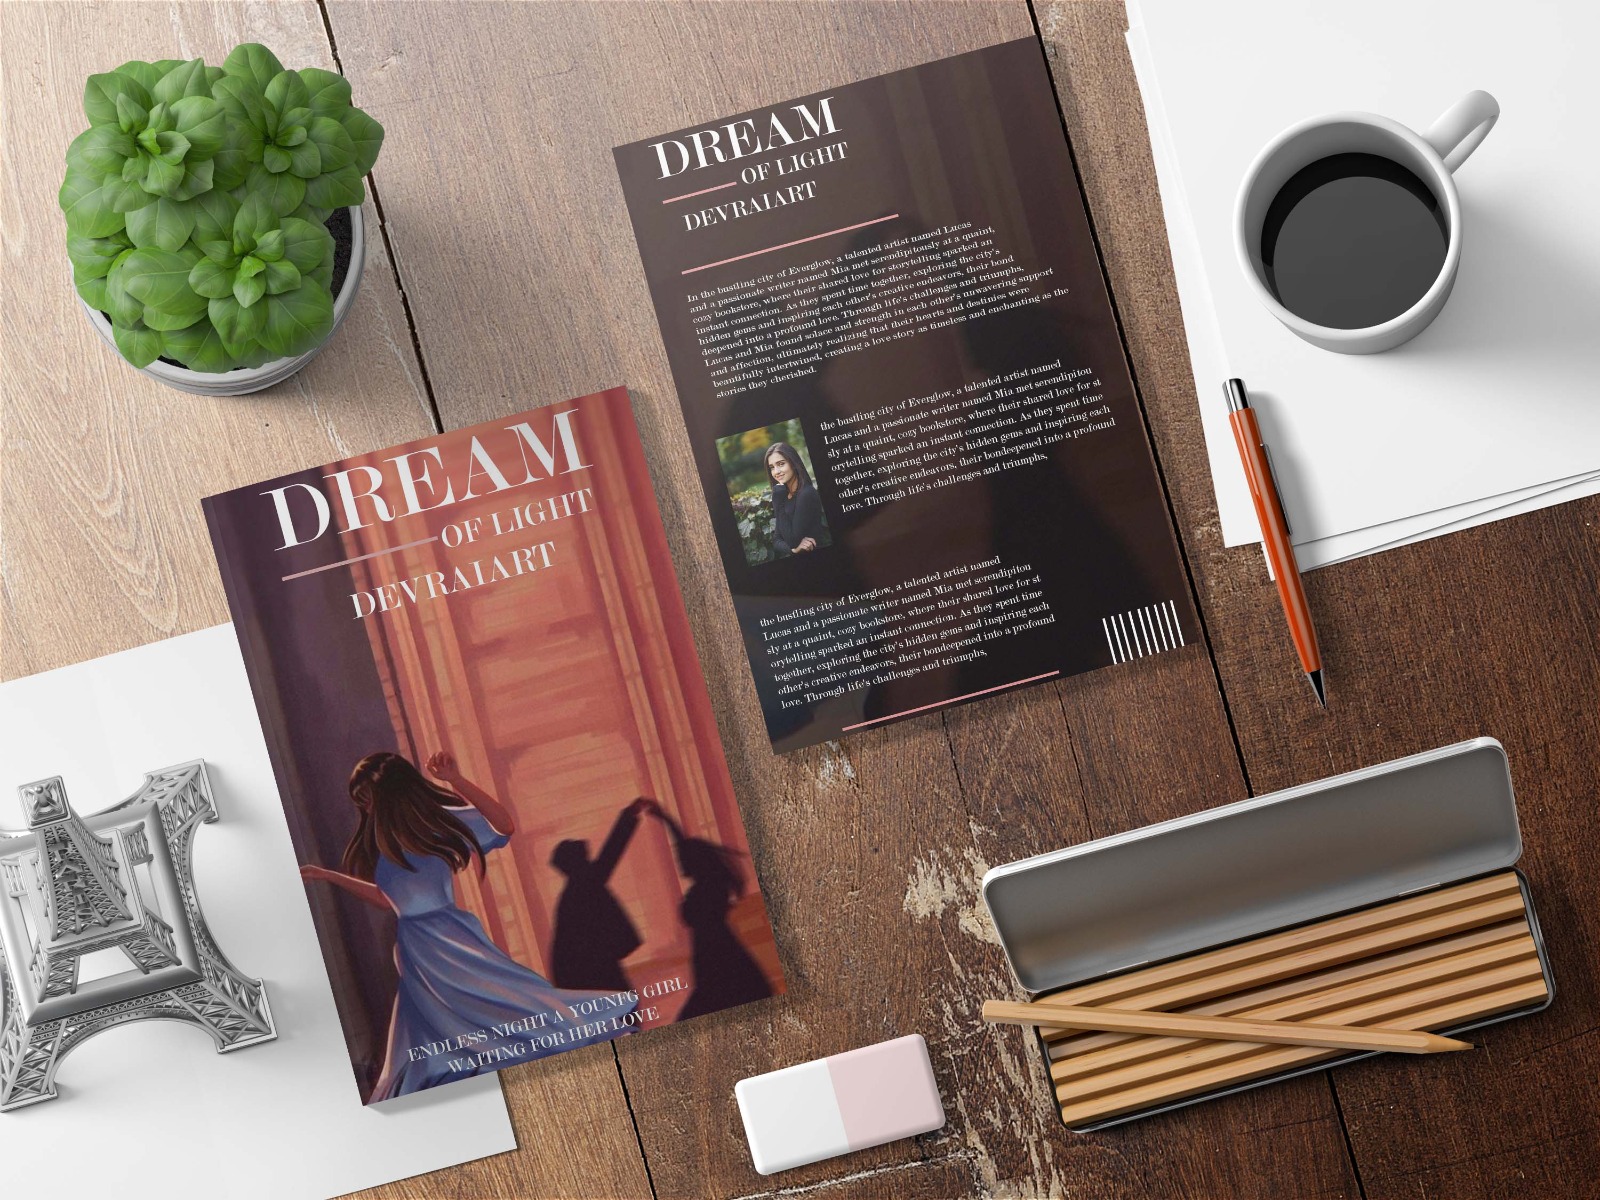 DREAM
OF LIGHT
DEVRAIART
ENDLESS NIGHT A YOUNFG GIRL
WAITING FOR HER LOVE
DREAM
OF LIGHT
DEVRAIART
In the bustling city of Everglow, a talented artist named Lucas
and a passionate writer named Mia met serendipitously at a quaint,
cozy bookstore, where their shared love for storytelling sparked an
instant connection. As they spent time together, exploring the city's
hidden gems and inspiring each other's creative endeavors, their bond
deepened into a profound love. Through life's challenges and triumphs,
Lucas and Mia found solace and strength in each other's unwavering support
and affection, ultimately realizing that their hearts and destinies were
beautifully intertwined, creating a love story as timeless and enchanting as the
stories they cherished.
the bustling city of Everglow, a talented artist named
Lucas and a passionate writer named Mia met serendipitou
sly at a quaint, cozy bookstore, where their shared love for st
orytelling sparked an instant connection. As they spent time
together, exploring the city's hidden gems and inspiring each
other's creative endeavors, their bondeepened into a profound
love. Through life's challenges and triumphs,
the bustling city of Everglow, a talented artist named
Lucas and a passionate writer named Mia met serendipitou
sly at a quaint, cozy bookstore, where their shared love for st
orytelling sparked an instant connection. As they spent time
together, exploring the city's hidden gems and inspiring each
other's creative endeavors, their bondeepened into a profound
love. Through life's challenges and triumphs,